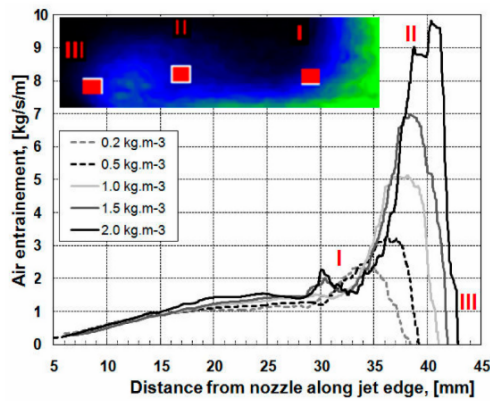 10
9
8
7
6
5
4
3
2
1
0
Air entrainement, [kg/s/m]
III
II
I
0.2 kg.m-3
0.5 kg.m-3
1.0 kg.m-3
1.5 kg.m-3
2.0 kg.m-3
I
II
III
5 10 15 20 25 30 35 40 45
Distance from nozzle along jet edge, [mm]